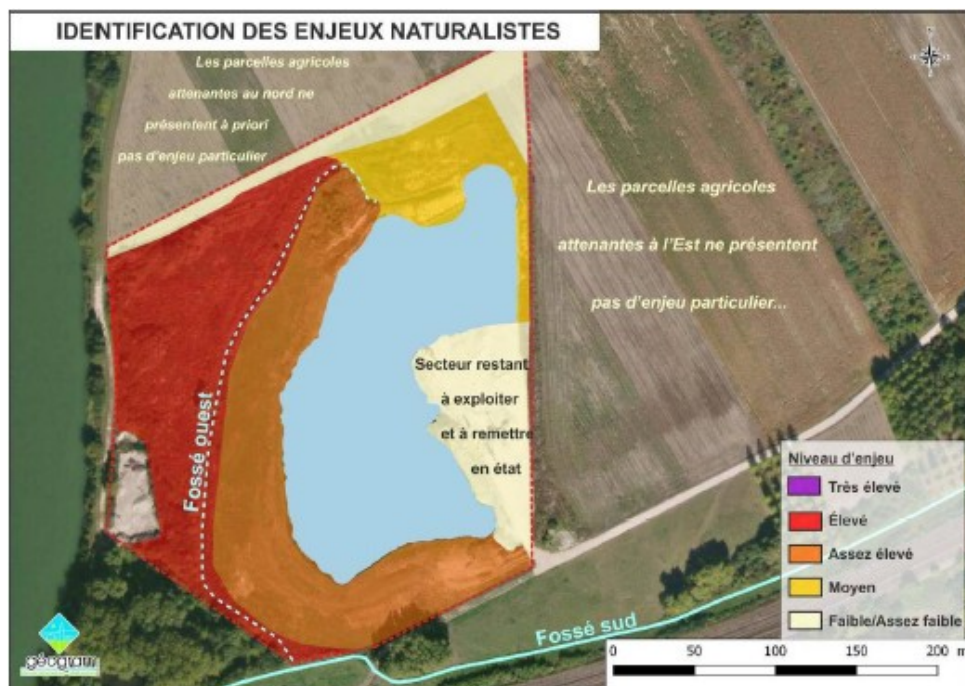 IDENTIFICATION DES ENJEUX NATURALISTES
Les parcelles agricoles
attenantes au nord ne
présentent à priori
pas d'enjeu particulier
Les parcelles agricoles
attenantes à l'Est ne présentent
pas d'enjeu particulier...
Secteur restant
à exploiter
et à remettre
en état
Fossé ouest
Fossé sud
Niveau d'enjeu
Très élevé
Élevé
Assez élevé
Moyen
Faible/Assez faible
0 50 100 150 200 m
géogram